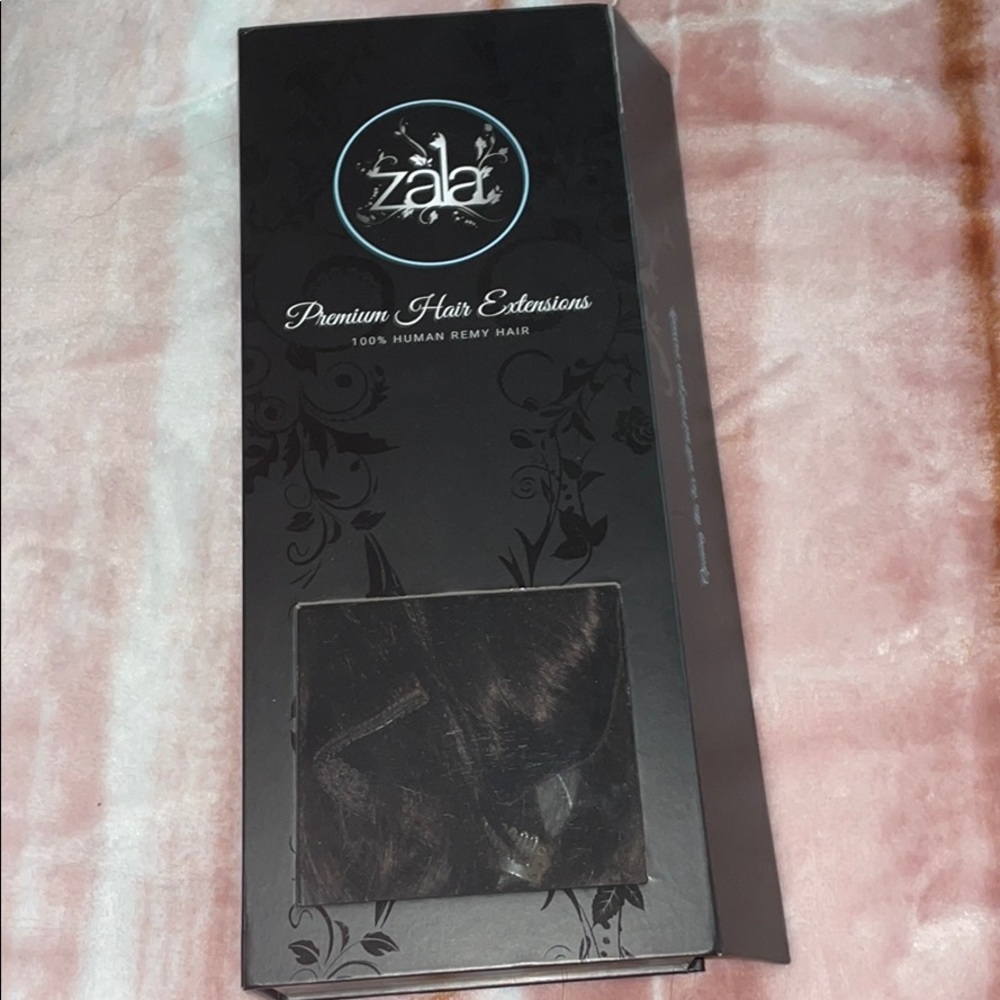 zala
Premium Hair Extensions
100% HUMAN REMY HAIR